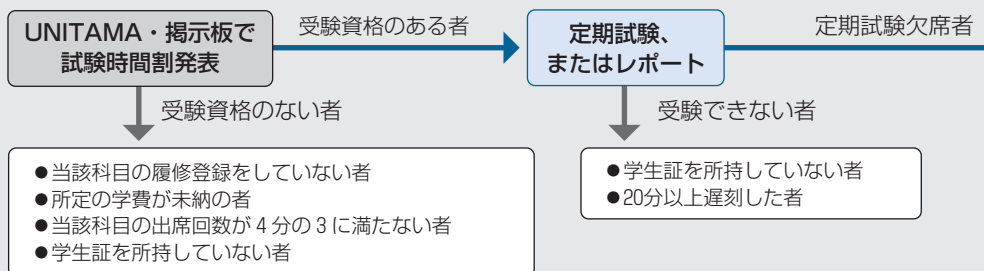 UNITAMA・掲示板で
試験時間割発表
受験資格のある者
定期試験、
またはレポート
定期試験欠席者
受験資格のない者
受験できない者
●当該科目の履修登録をしていない者
●所定の学費が未納の者
●当該科目の出席回数が4分の3に満たない者
●学生証を所持していない者
●学生証を所持していない者
●20分以上遅刻した者